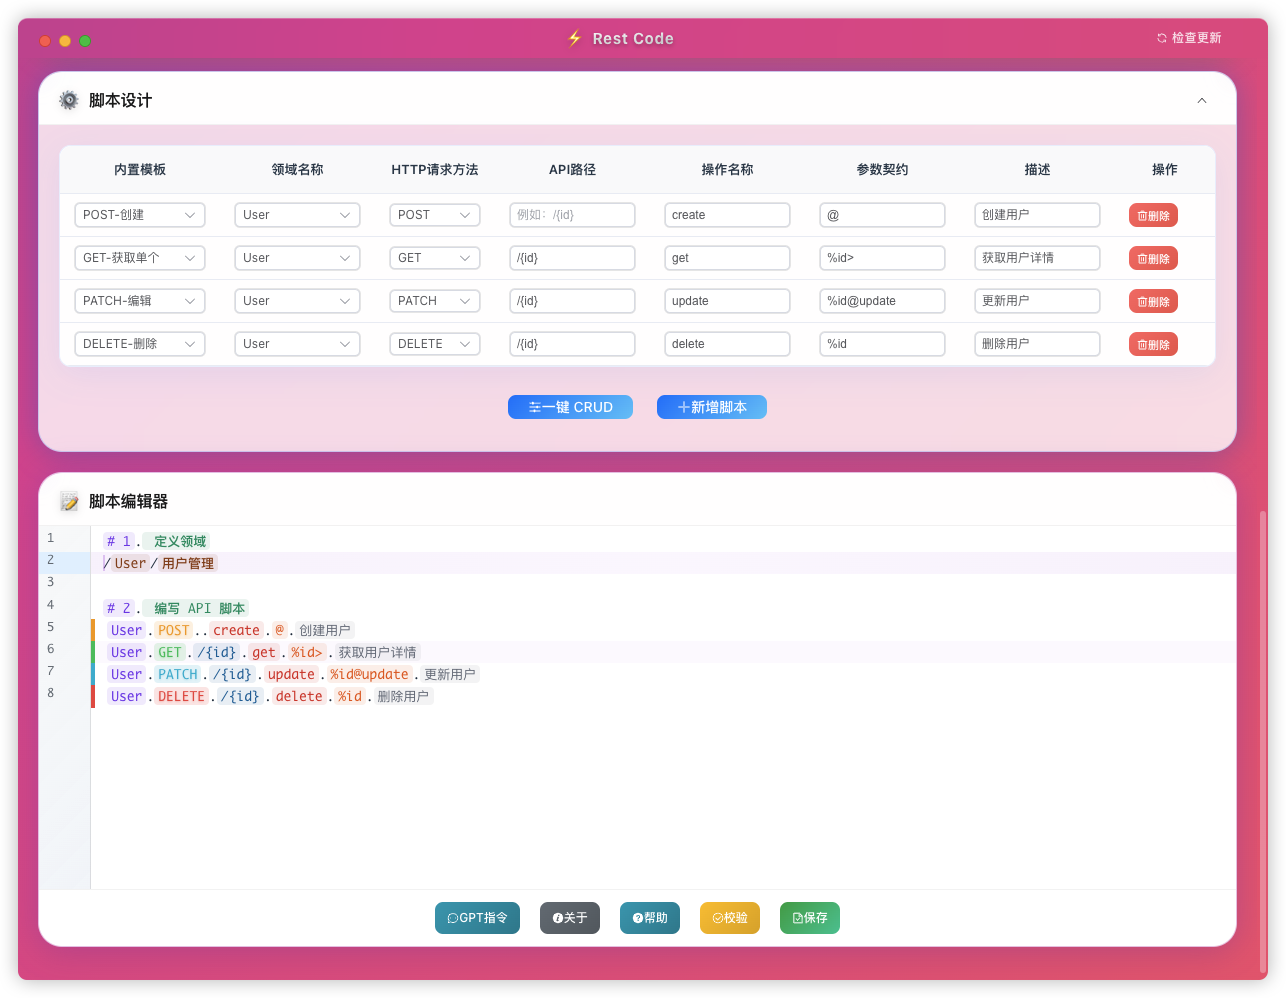 ⚡ Rest Code
检查更新
脚本设计
内置模板 领域名称 HTTP请求方法 API路径 操作名称 参数契约 描述 操作
POST-创建 User POST 例如：/{id} create @ 创建用户 删除
GET-获取单个 User GET /{id} get %id> 获取用户详情 删除
PATCH-编辑 User PATCH /{id} update %id@update 更新用户 删除
DELETE-删除 User DELETE /{id} delete %id 删除用户 删除
一键 CRUD 新增脚本
脚本编辑器
1 # 1. 定义领域
2 /User/用户管理
3
4 # 2. 编写 API 脚本
5 User.POST..create.@.创建用户
6 User.GET./{id}.get.%id>.获取用户详情
7 User.PATCH./{id}.update.%id@update.更新用户
8 User.DELETE./{id}.delete.%id.删除用户
GPT指令 关于 帮助 校验 保存